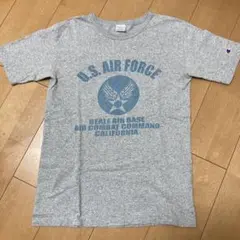 U.S. AIR FORCE
BEALE AIR BASE
AIR COMBAT COMMAND
CALIFORNIA